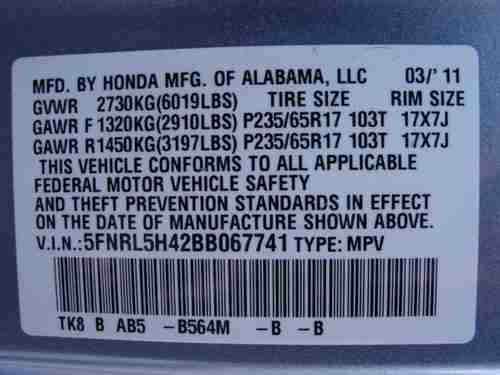 MFD. BY HONDA MFG. OF ALABAMA, LLC 03/'11
GVWR 2730KG(6019LBS) TIRE SIZE RIM SIZE
GAWR F 1320KG(2910LBS) P235/65R17 103T 17X7J
GAWR R1450KG(3197LBS) P235/65R17 103T 17X7J
THIS VEHICLE CONFORMS TO ALL APPLICABLE
FEDERAL MOTOR VEHICLE SAFETY
AND THEFT PREVENTION STANDARDS IN EFFECT
ON THE DATE OF MANUFACTURE SHOWN ABOVE.
V.I.N.:5FNRL5H42BB067741 TYPE: MPV
TK8 B AB5 -B564M -B -B